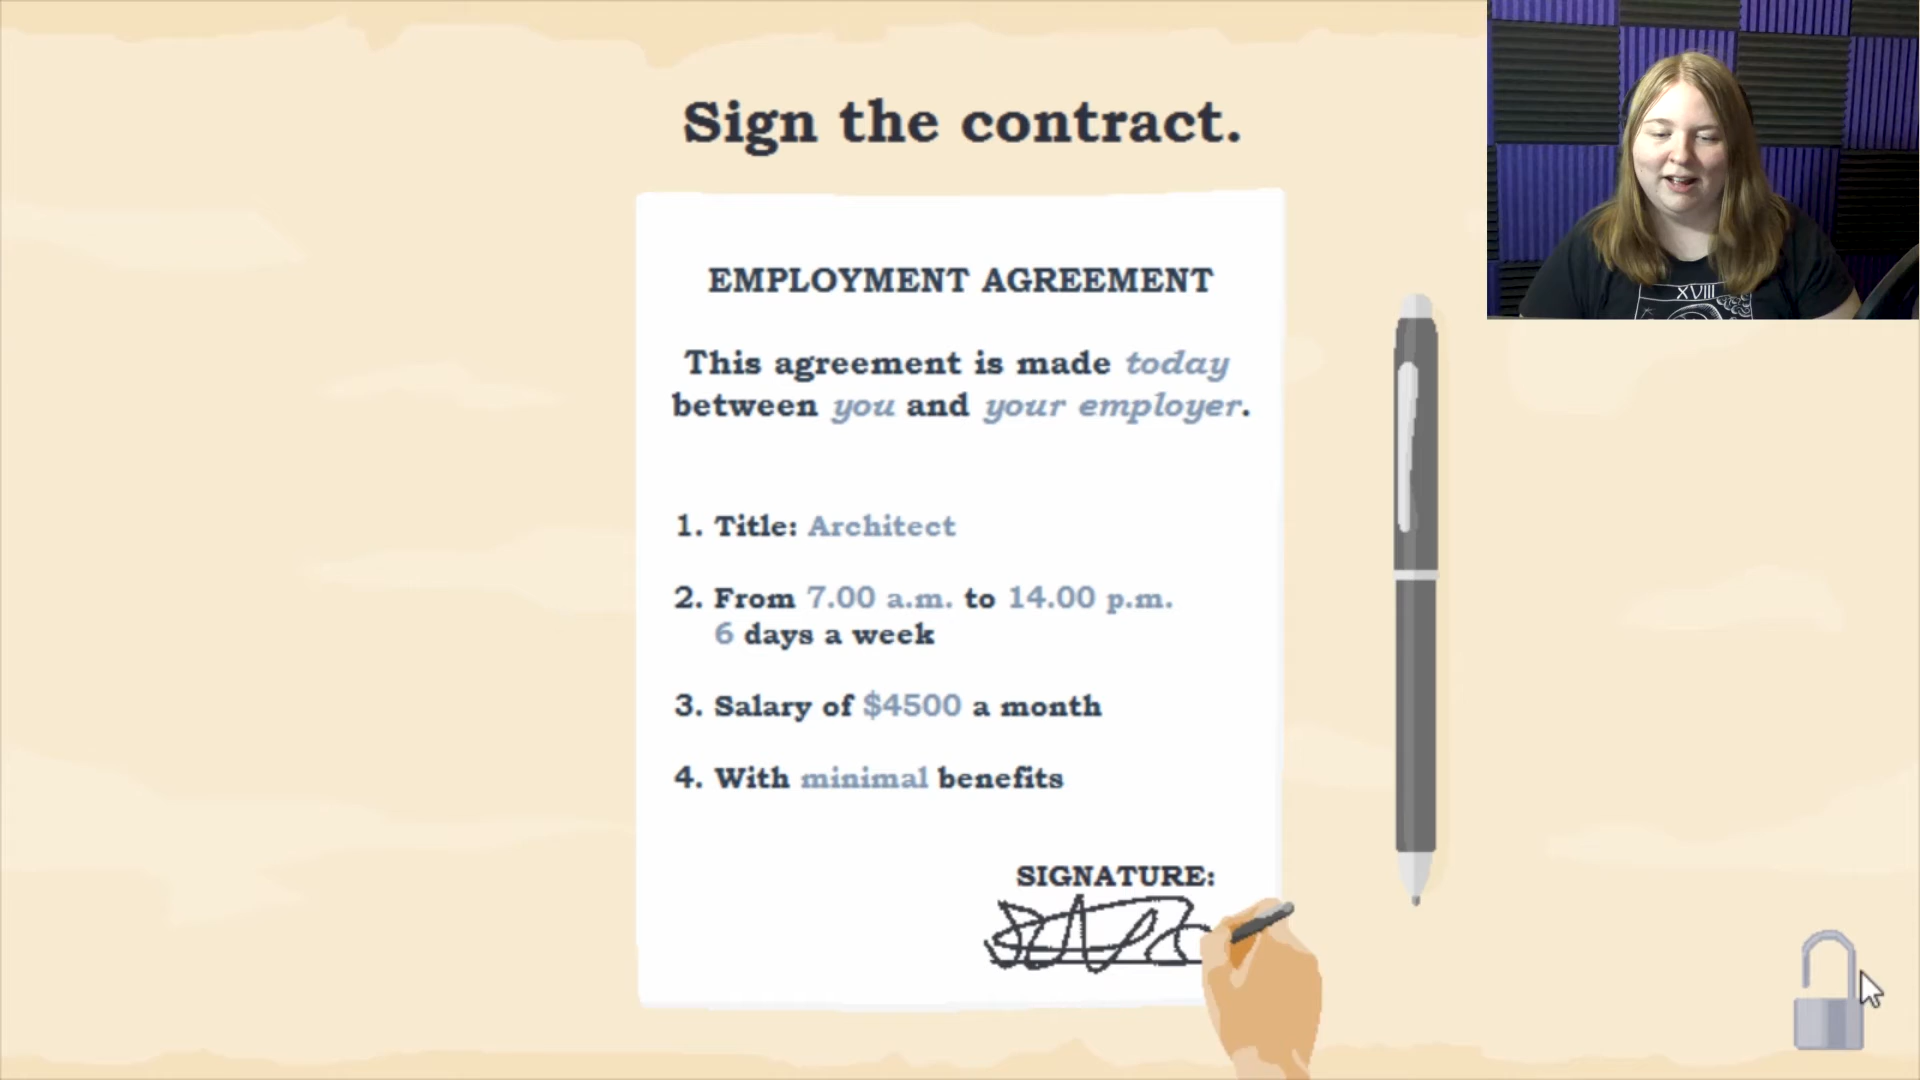 Sign the contract.
EMPLOYMENT AGREEMENT
This agreement is made today
between you and your employer.
1. Title: Architect
2. From 7.00 a.m. to 14.00 p.m.
6 days a week
3. Salary of $4500 a month
4. With minimal benefits
SIGNATURE:
XVIII